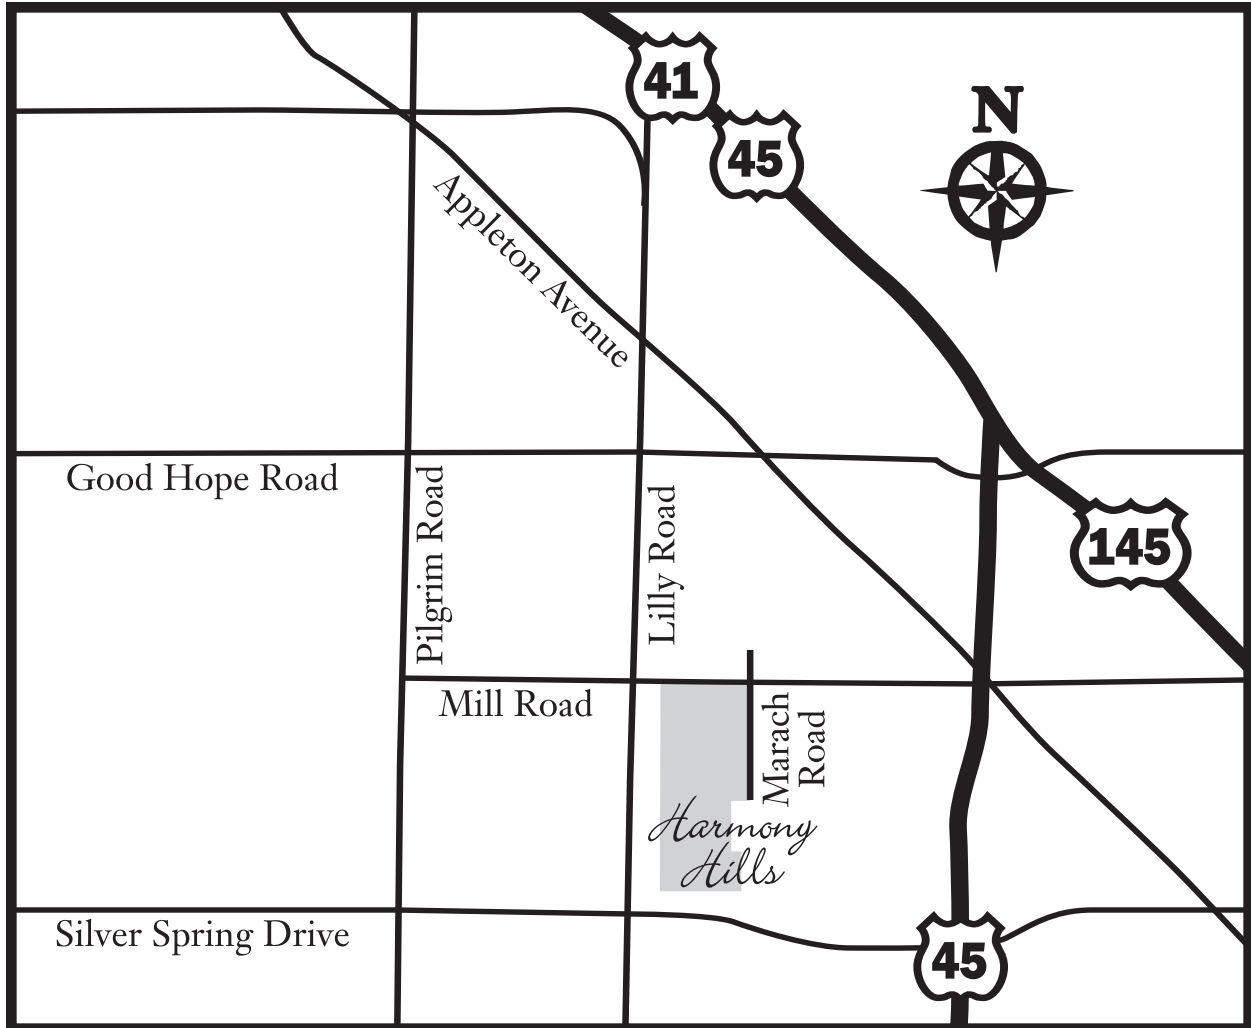 41
45
N
Appleton Avenue
Good Hope Road
Pilgrim Road
Lilly Road
145
Mill Road
Marach
Road
Harmony
Hills
Silver Spring Drive
45